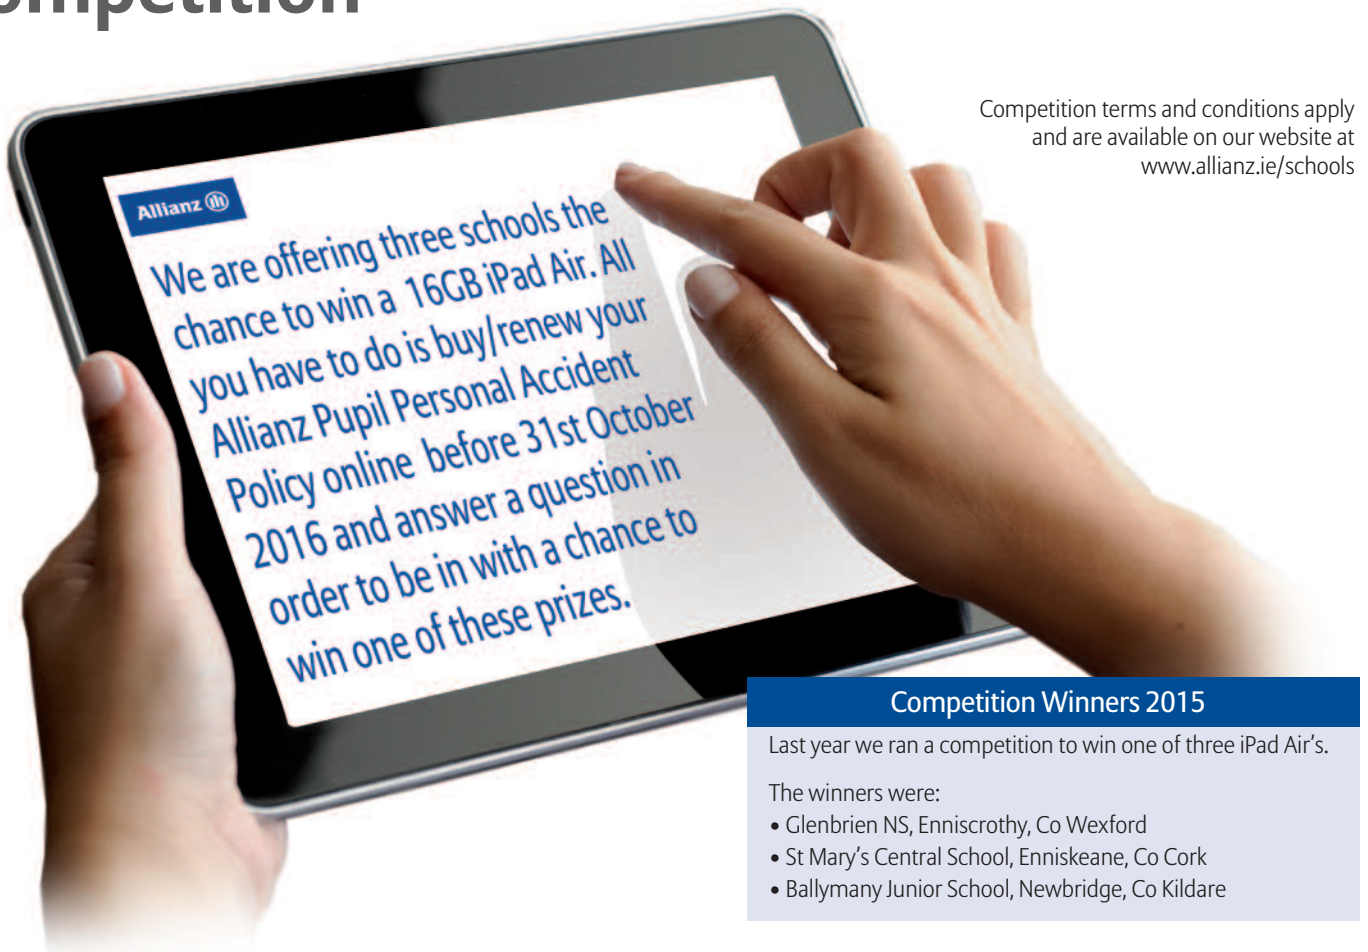 ompetition
Competition terms and conditions apply
and are available on our website at
www.allianz.ie/schools
Allianz
We are offering three schools the
chance to win a 16GB iPad Air. All
you have to do is buy/renew your
Allianz Pupil Personal Accident
Policy online before 31st October
2016 and answer a question in
order to be in with a chance to
win one of these prizes.
Competition Winners 2015
Last year we ran a competition to win one of three iPad Air's.
The winners were:
• Glenbrien NS, Enniscrothy, Co Wexford
• St Mary's Central School, Enniskeane, Co Cork
• Ballymany Junior School, Newbridge, Co Kildare